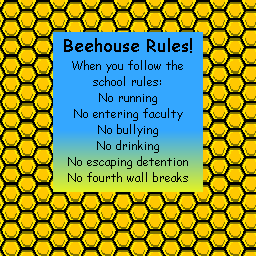 Beehouse Rules!
When you follow the
school rules:
No running
No entering faculty
No bullying
No drinking
No escaping detention
No fourth wall breaks